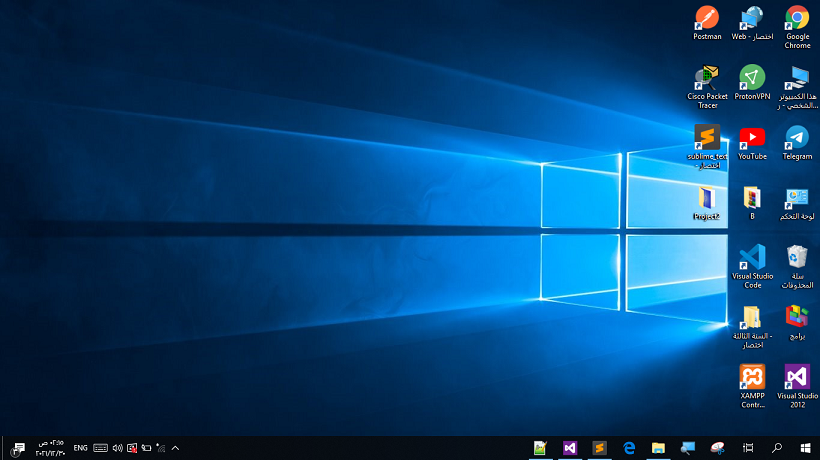 Google
Chrome
Web - اختصار
Postman
هذا الكمبيوتر
الشخصي - ر...
ProtonVPN
Cisco Packet
Tracer
Telegram
YouTube
sublime_text
- اختصار
لوحة التحكم
B
Project2
سلة
المحذوفات
Visual Studio
Code
برامج
السنة الثالثة -
اختصار
Visual Studio
2012
XAMPP
Contr...
ENG
٠٢:١٥ ص
٢٠٢١/١٢/٣٠
٣